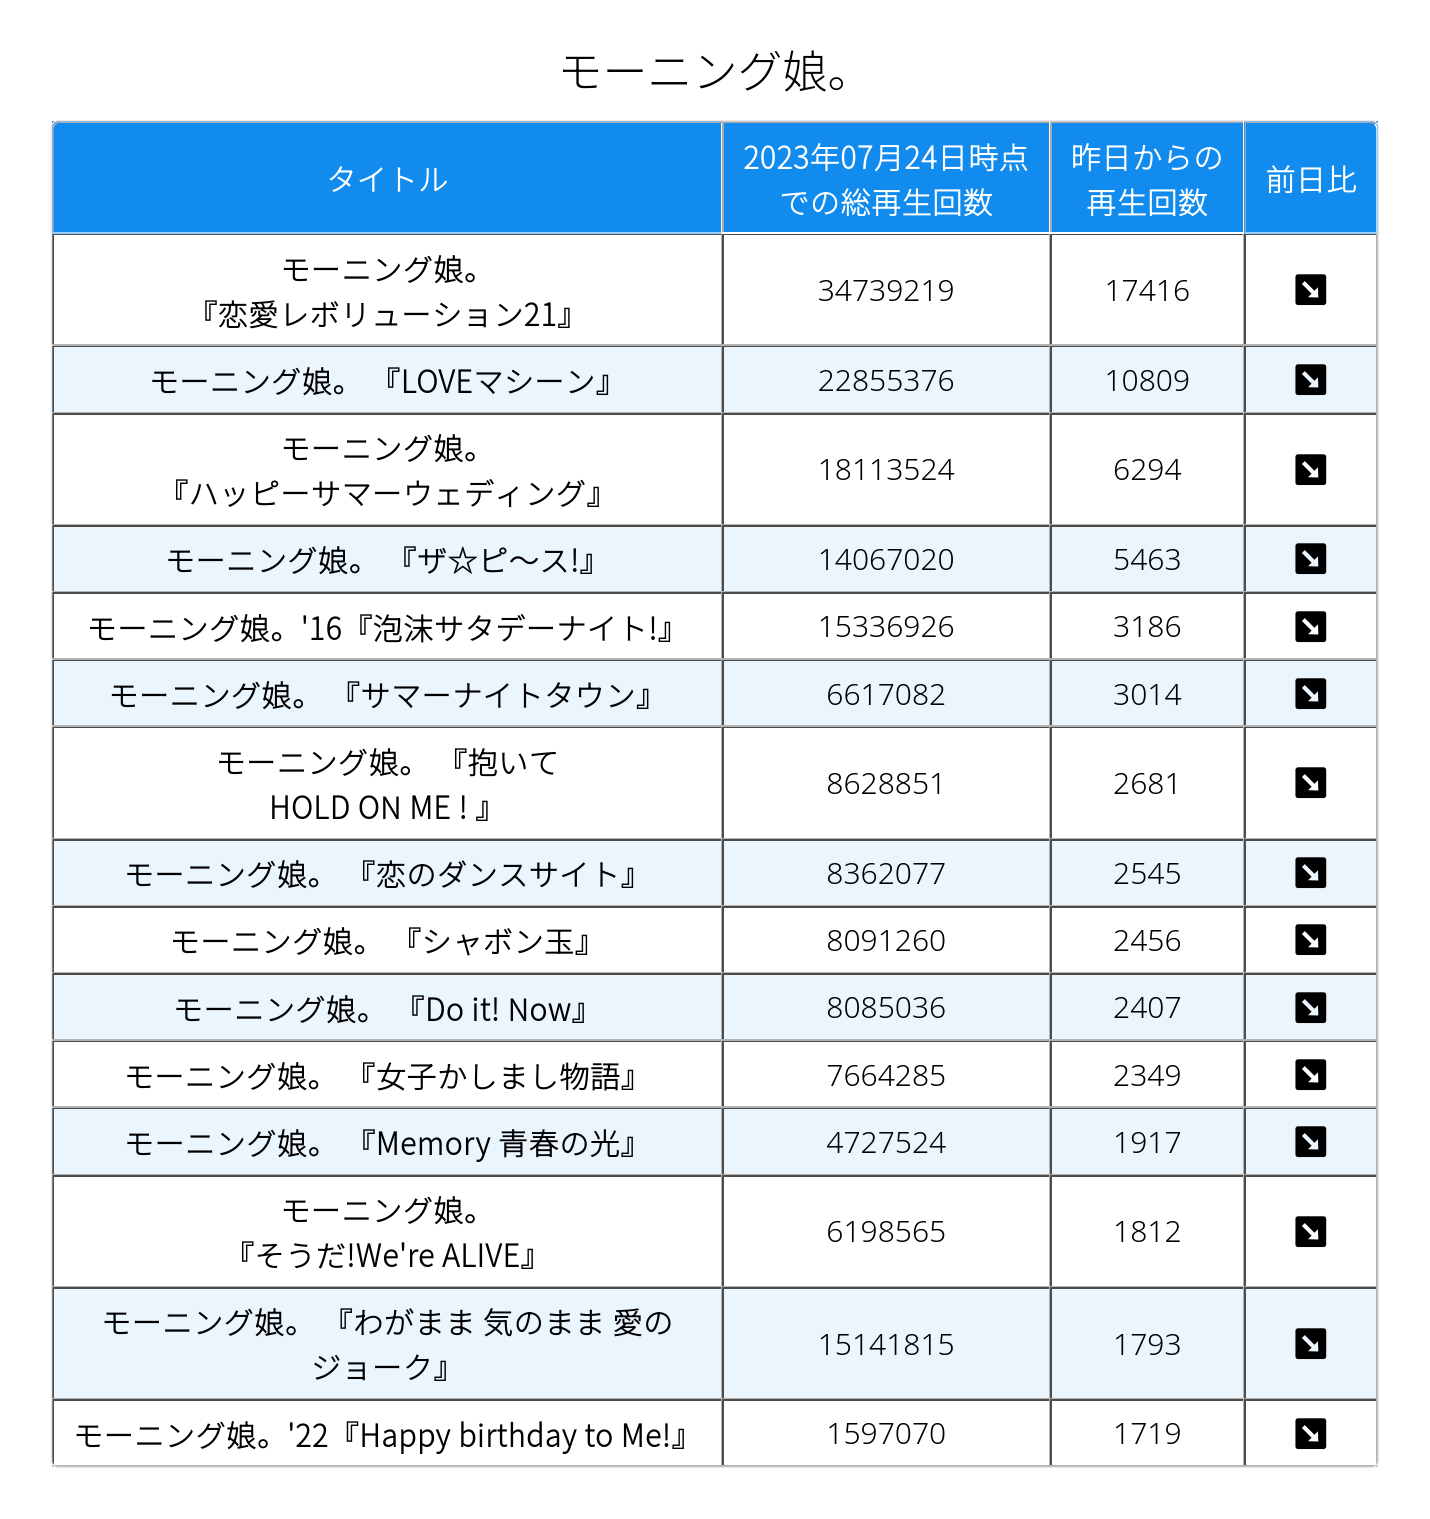 モーニング娘。
タイトル
2023年07月24日時点
での総再生回数
昨日からの
再生回数
前日比
モーニング娘。
『恋愛レボリューション21』
34739219
17416
モーニング娘。 『LOVEマシーン』
22855376
10809
モーニング娘。
『ハッピーサマーウェディング』
18113524
6294
モーニング娘。 『ザ☆ピ〜ス!』
14067020
5463
モーニング娘。'16『泡沫サタデーナイト!』
15336926
3186
モーニング娘。 『サマーナイトタウン』
6617082
3014
モーニング娘。 『抱いて
HOLD ON ME ! 』
8628851
2681
モーニング娘。 『恋のダンスサイト』
8362077
2545
モーニング娘。 『シャボン玉』
8091260
2456
モーニング娘。 『Do it! Now』
8085036
2407
モーニング娘。 『女子かしまし物語』
7664285
2349
モーニング娘。 『Memory 青春の光』
4727524
1917
モーニング娘。
『そうだ!We're ALIVE』
6198565
1812
モーニング娘。 『わがまま 気のまま 愛の
ジョーク』
15141815
1793
モーニング娘。'22『Happy birthday to Me!』
1597070
1719